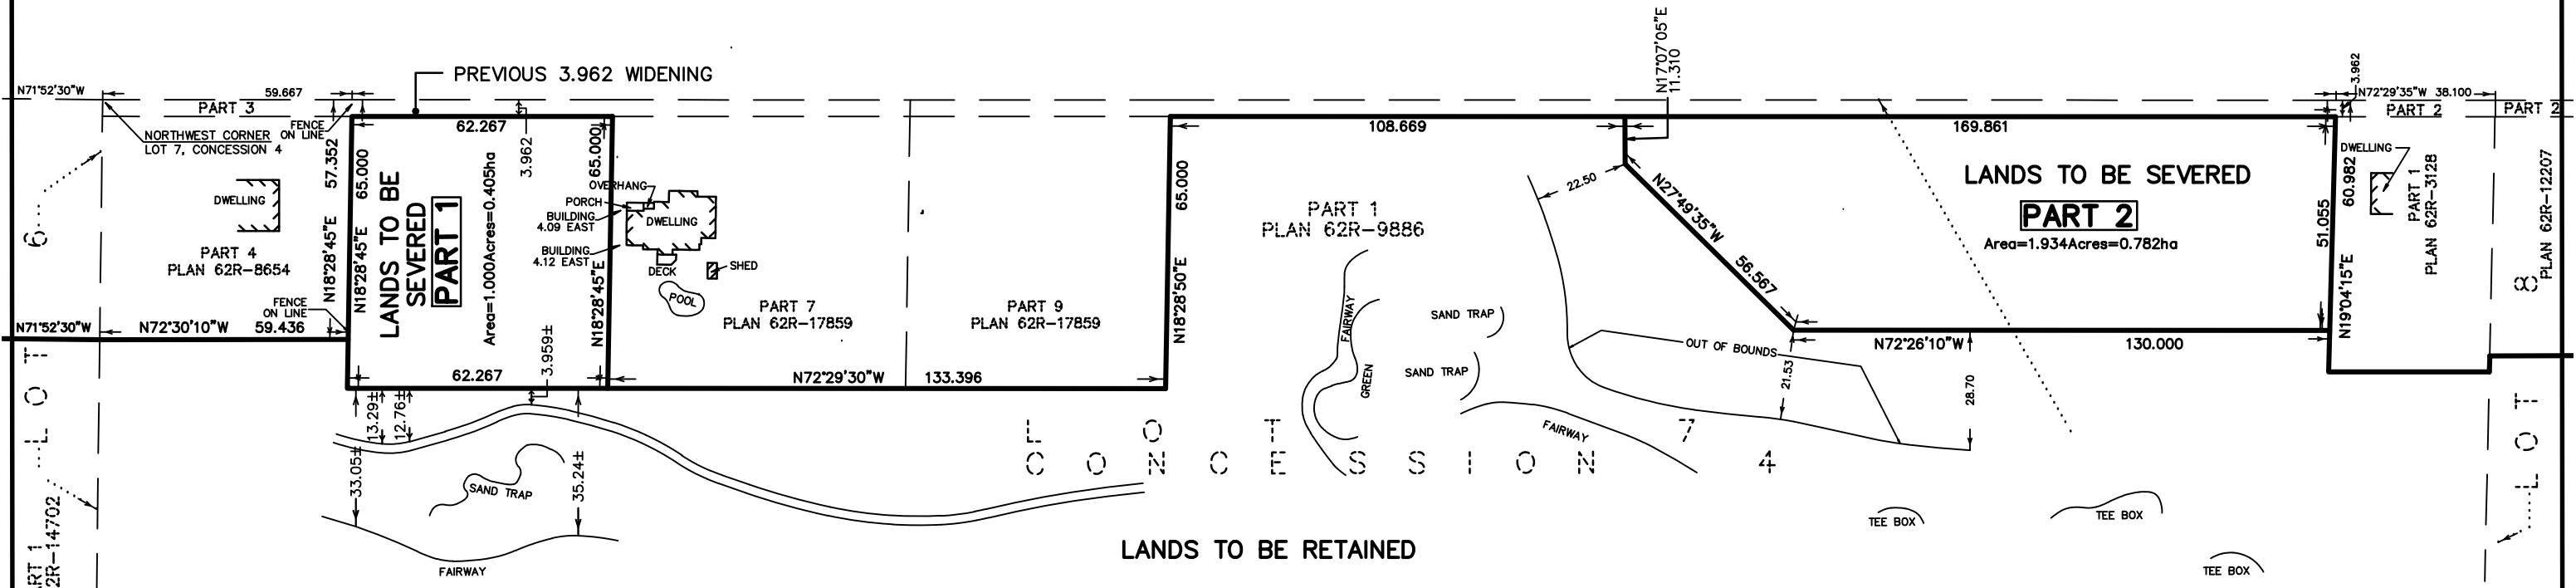 N17°07'05"E
11.310
PREVIOUS 3.962 WIDENING
N71°52'30"W
59.667
PART 3
NORTHWEST CORNER
LOT 7, CONCESSION 4
FENCE
ON LINE
62.267
3.962
108.669
169.861
3.962
N72°29'35"W 38.100
PART 2
PART 2
57.352
N18°28'45"E
65.000
N18°28'45"E
LANDS TO BE
SEVERED
PART 1
Area=1.000Acres=0.405ha
65.000
N18°28'45"E
6
DWELLING
PART 4
PLAN 62R-8654
FENCE
ON LINE
N71°52'30"W
N72°30'10"W 59.436
OVERHANG
PORCH
BUILDING
4.09 EAST
DWELLING
BUILDING
4.12 EAST
DECK
SHED
POOL
PART 7
PLAN 62R-17859
PART 9
PLAN 62R-17859
65.000
N18°28'50"E
PART 1
PLAN 62R-9886
22.50
N27°49'35"W
56.567
LANDS TO BE SEVERED
PART 2
Area=1.934Acres=0.782ha
51.055
N19°04'15"E
60.982
DWELLING
PART 1
PLAN 62R-3128
PLAN 62R-12207
8
FAIRWAY
GREEN
SAND TRAP
SAND TRAP
OUT OF BOUNDS
N72°26'10"W
130.000
21.53
28.70
62.267
3.959±
N72°29'30"W 133.396
13.29±
12.76±
33.05±
35.24±
SAND TRAP
FAIRWAY
LOT
LOT 7
CONCESSION 4
FAIRWAY
LOT
LANDS TO BE RETAINED
TEE BOX
TEE BOX
TEE BOX